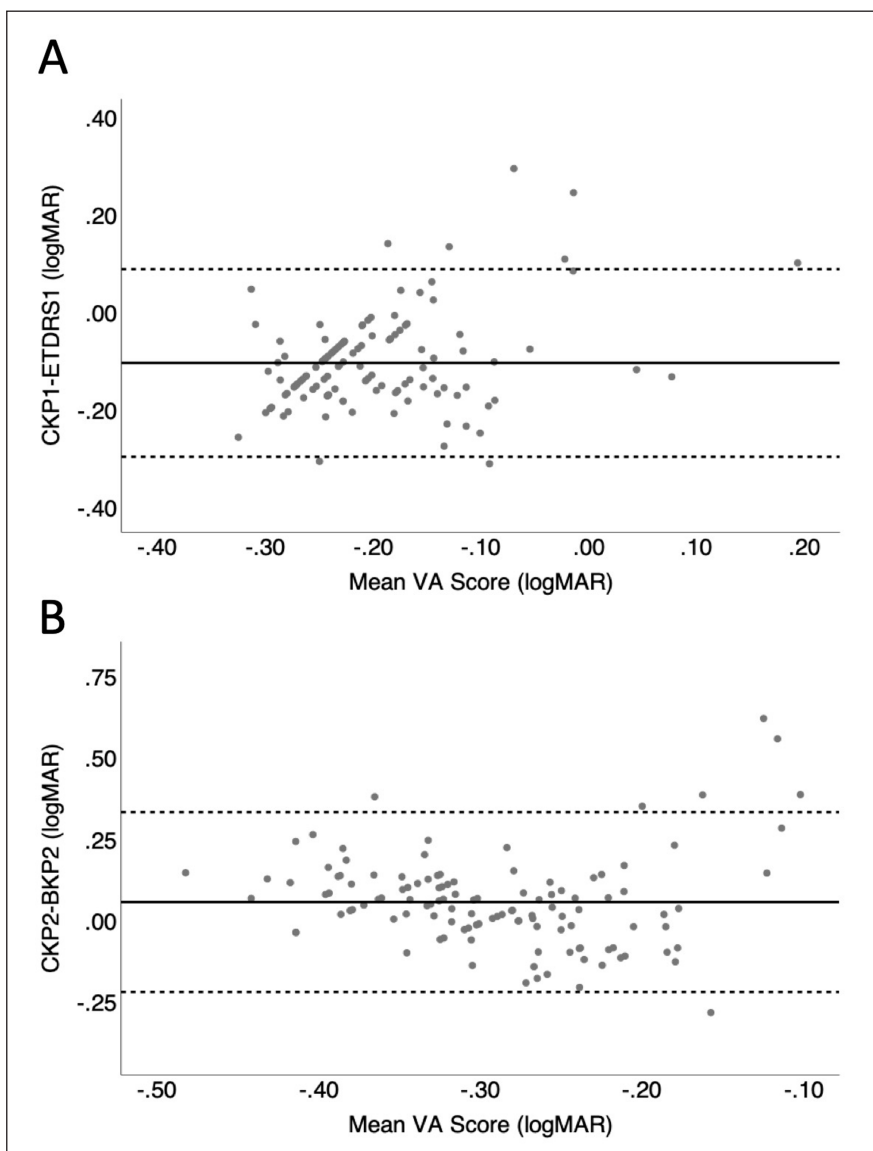 A
.40
.20
.00
-.20
-.40
CKP1-ETDRS1 (logMAR)
-.40 -.30 -.20 -.10 .00 .10 .20
Mean VA Score (logMAR)
B
.75
.50
.25
.00
-.25
CKP2-BKP2 (logMAR)
-.50 -.40 -.30 -.20 -.10
Mean VA Score (logMAR)